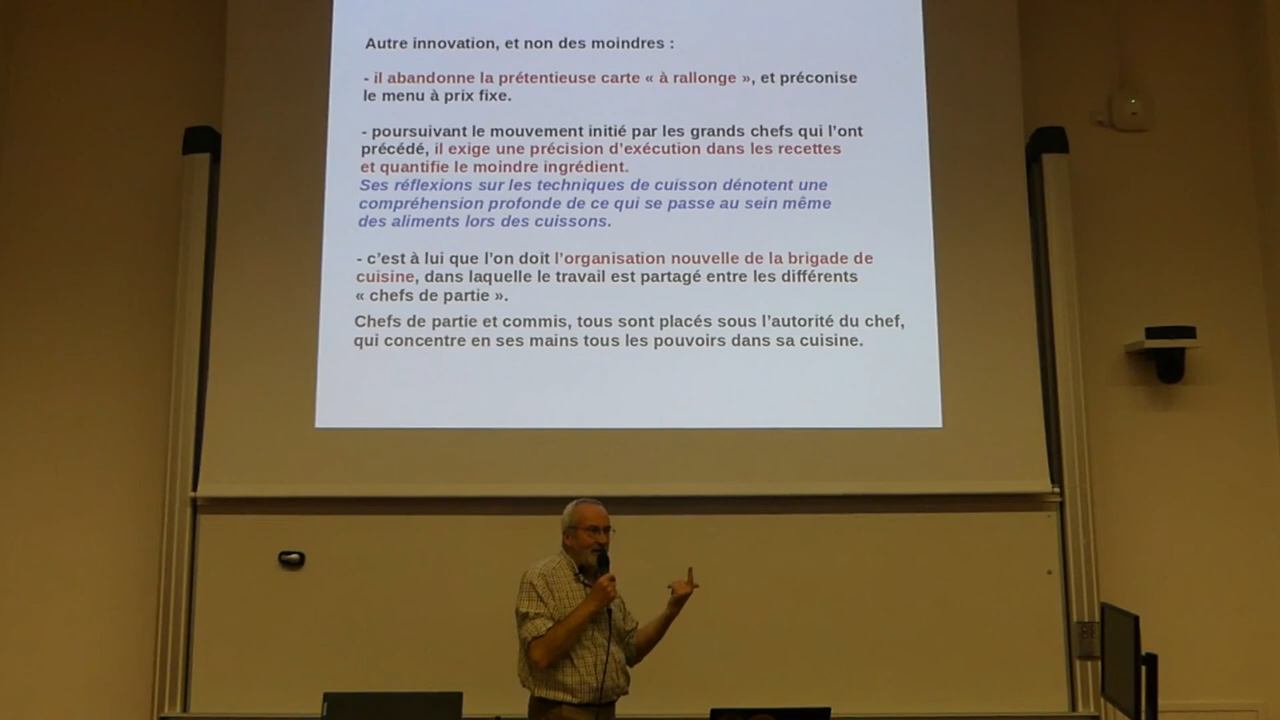 Autre innovation, et non des moindres :
- il abandonne la prétentieuse carte « à rallonge », et préconise
le menu à prix fixe.
- poursuivant le mouvement initié par les grands chefs qui l’ont
précédé, il exige une précision d’exécution dans les recettes
et quantifie le moindre ingrédient.
Ses réflexions sur les techniques de cuisson dénotent une
compréhension profonde de ce qui se passe au sein même
des aliments lors des cuissons.
- c’est à lui que l’on doit l’organisation nouvelle de la brigade de
cuisine, dans laquelle le travail est partagé entre les différents
« chefs de partie ».
Chefs de partie et commis, tous sont placés sous l’autorité du chef,
qui concentre en ses mains tous les pouvoirs dans sa cuisine.